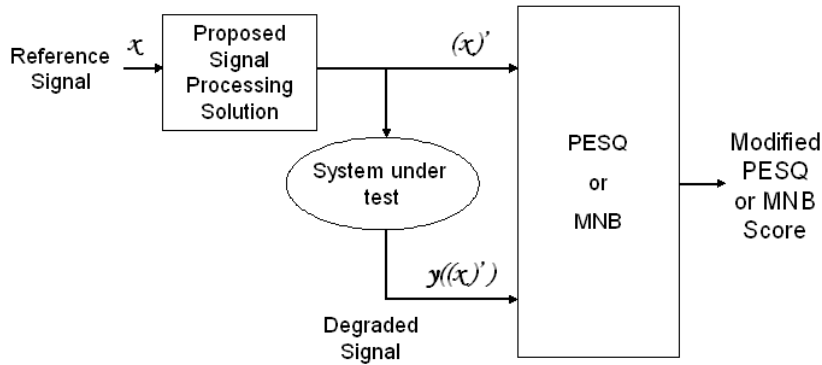 Reference
Signal
x
Proposed
Signal
Processing
Solution
(x)’
System under
test
y((x)’)
Degraded
Signal
PESQ
or
MNB
Modified
PESQ
or MNB
Score